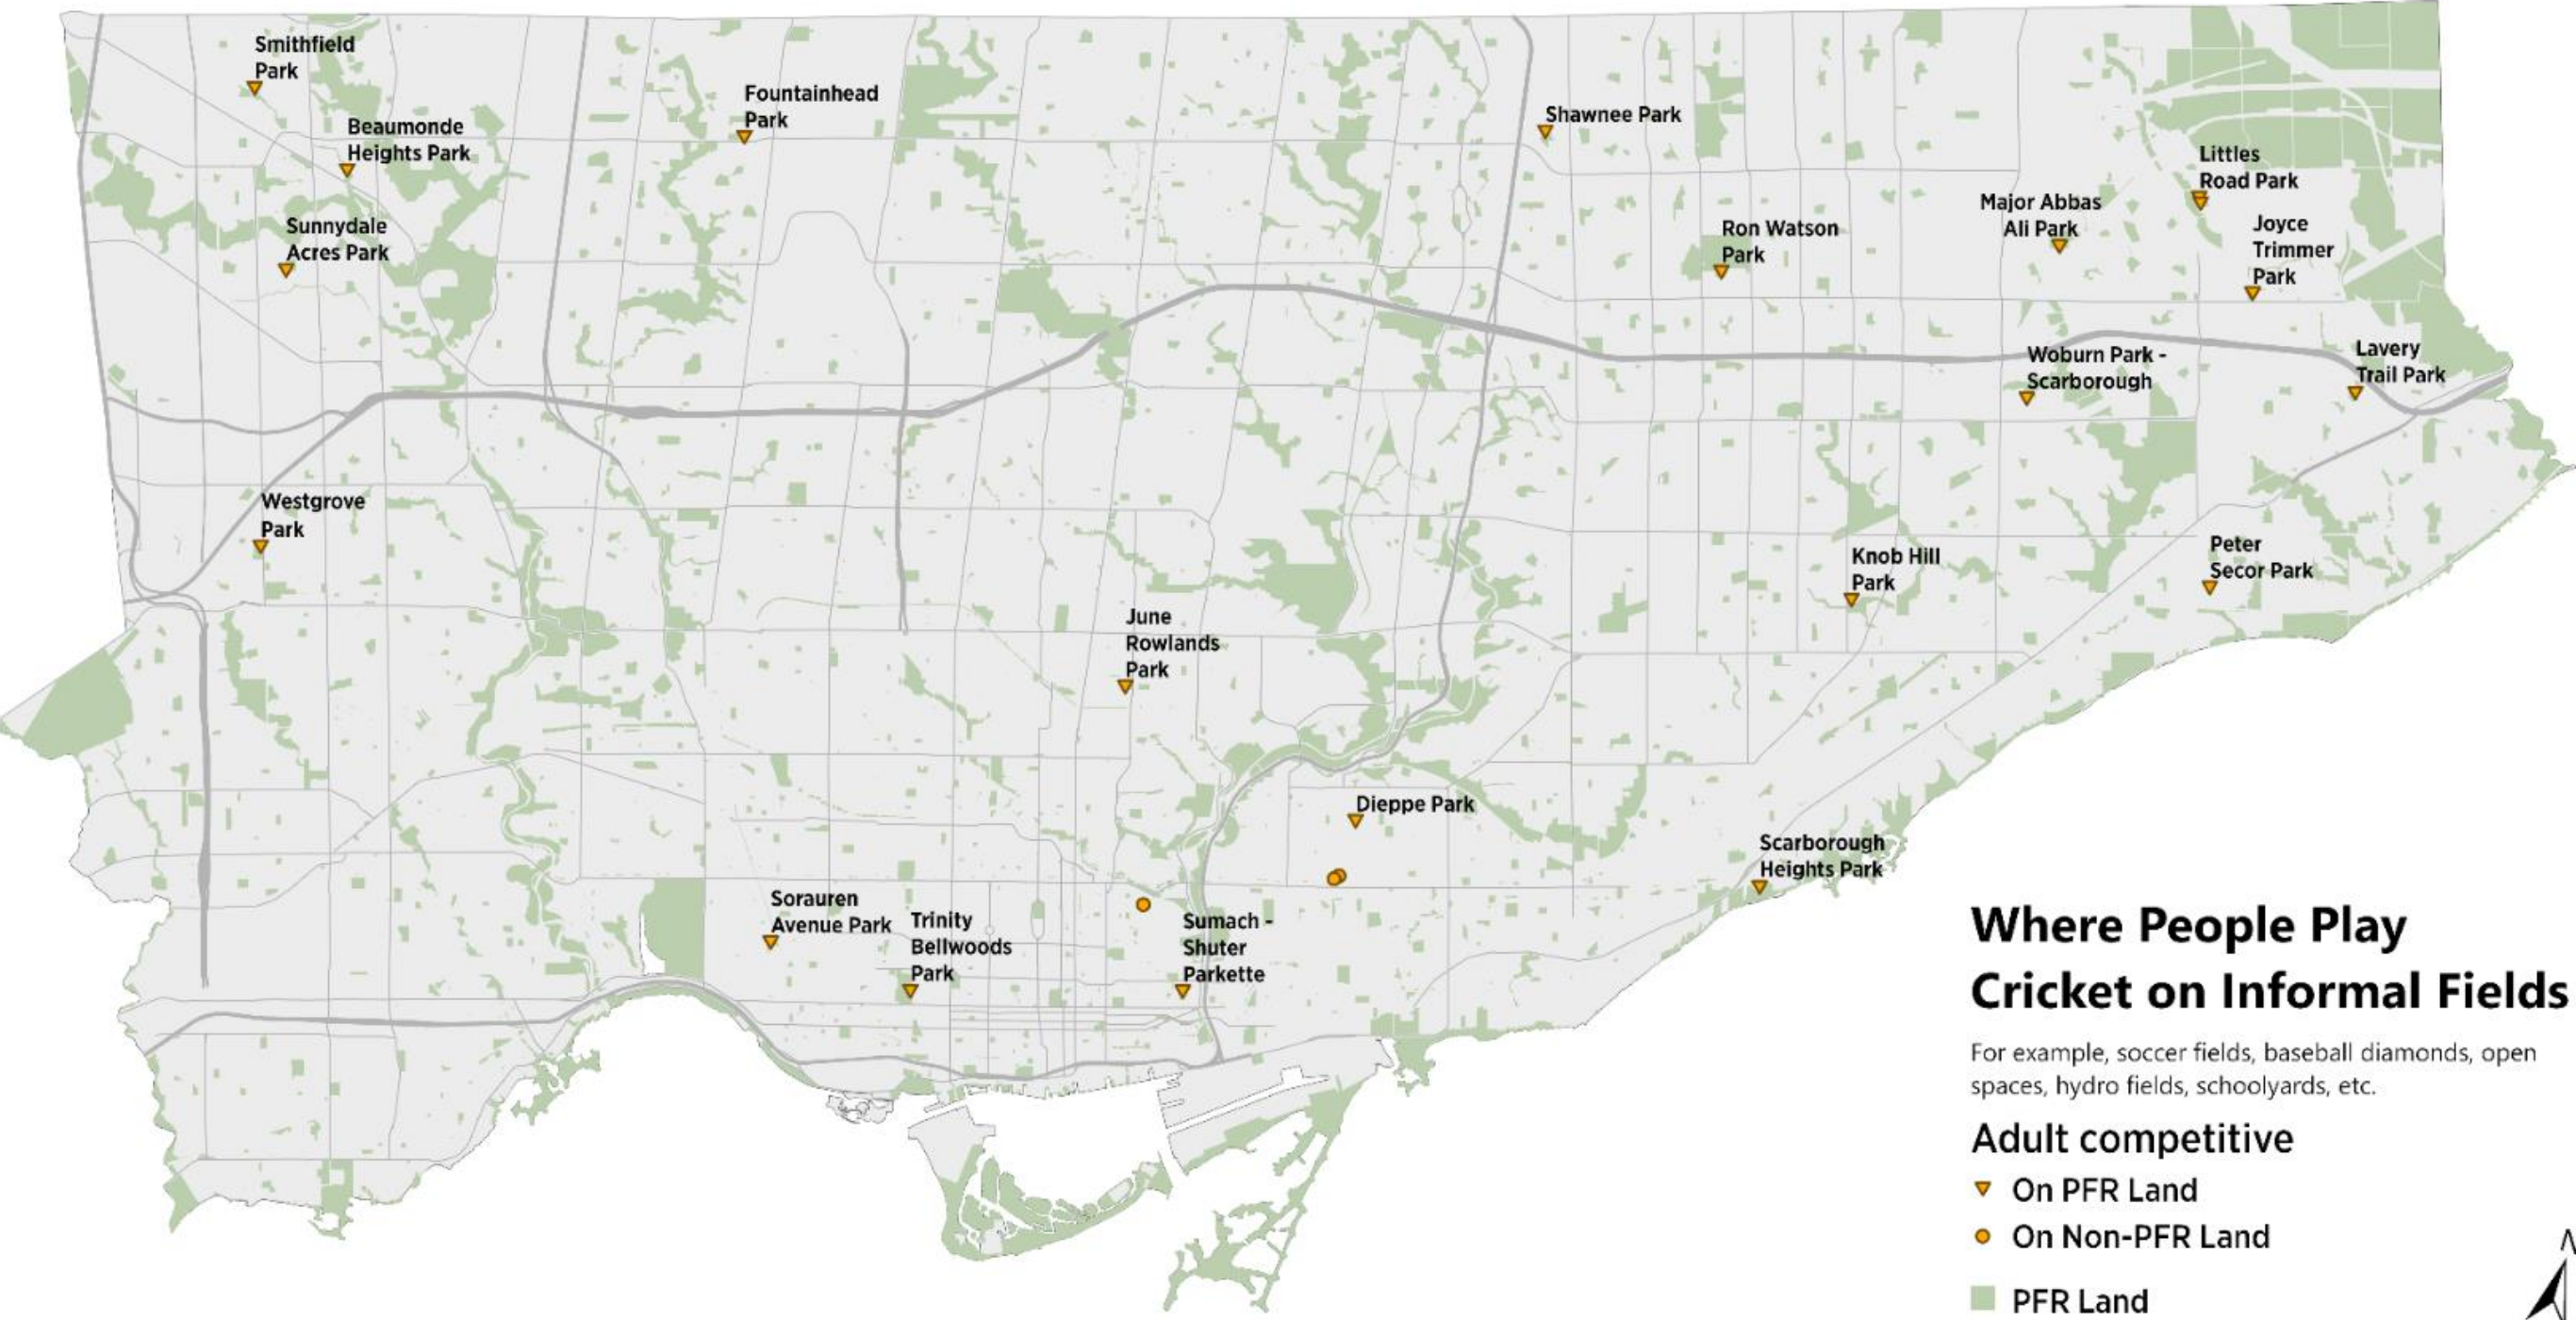 Smithfield
Park
Fountainhead
Park
Shawnee Park
Beaumonde
Heights Park
Littles
Road Park
Major Abbas
Ali Park
Sunnydale
Acres Park
Ron Watson
Park
Joyce
Trimmer
Park
Woburn Park -
Scarborough
Lavery
Trail Park
Westgrove
Park
Knob Hill
Park
Peter
Secor Park
June
Rowlands
Park
Dieppe Park
Scarborough
Heights Park
Sorauren
Avenue Park
Trinity
Bellwoods
Park
Sumach -
Shuter
Parkette
Where People Play
Cricket on Informal Fields
For example, soccer fields, baseball diamonds, open
spaces, hydro fields, schoolyards, etc.
Adult competitive
On PFR Land
On Non-PFR Land
PFR Land